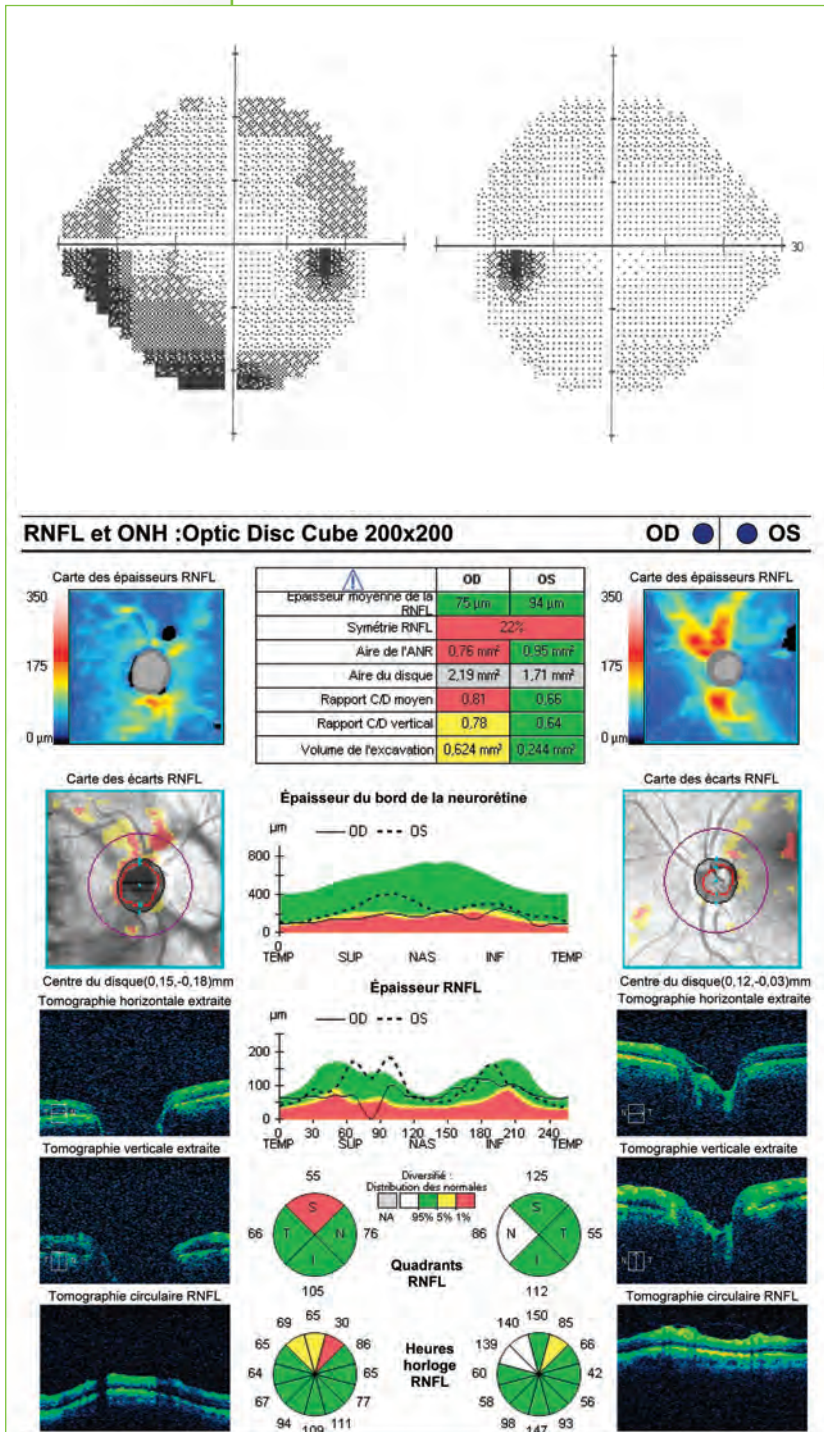 30
RNFL et ONH :Optic Disc Cube 200x200 OD OS
Carte des épaisseurs RNFL
350
175
0 µm
OD OS
Epaisseur moyenne de la RNFL 75 µm 94 µm
Symétrie RNFL 22%
Aire de l'ANR 0,76 mm² 0,95 mm²
Aire du disque 2,19 mm² 1,71 mm²
Rapport C/D moyen 0,81 0,66
Rapport C/D vertical 0,78 0,64
Volume de l'excavation 0,624 mm³ 0,244 mm³
Carte des épaisseurs RNFL
350
175
0 µm
Carte des écarts RNFL
Centre du disque(0,15,-0,18)mm
Épaisseur du bord de la neurorétine
µm OD OS
800
400
0
0
TEMP SUP NAS INF TEMP
Carte des écarts RNFL
Centre du disque(0,12,-0,03)mm
Tomographie horizontale extraite
N T
Épaisseur RNFL
µm OD OS
200
100
0
0 30 60 90 120 150 180 210 240
TEMP SUP NAS INF TEMP
Tomographie horizontale extraite
N T
Tomographie verticale extraite
Diversifié :
Distribution des normales
NA 95% 5% 1%
55
S
66 T N 76
I
105
Quadrants
RNFL
125
S
86 N T 55
I
112
Tomographie verticale extraite
Tomographie circulaire RNFL
65
69 30
65 86
64 65
67 77
94 111
109
Heures
horloge
RNFL
150
140 85
139 66
60 42
58 56
98 93
147
Tomographie circulaire RNFL